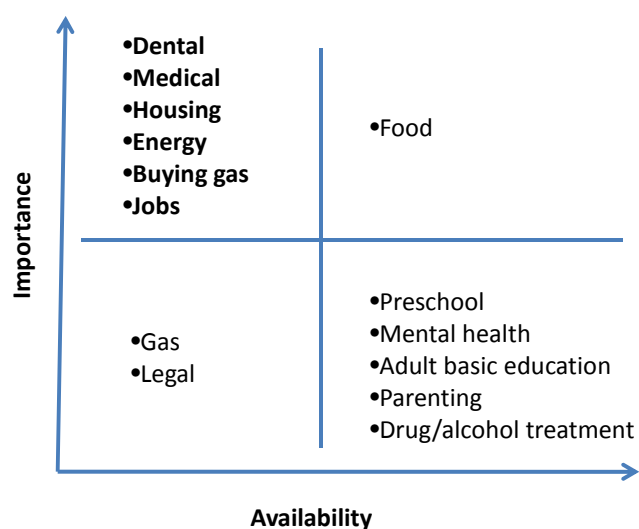 •Dental
•Medical
•Housing
•Energy
•Buying gas
•Jobs
•Food
Importance
•Gas
•Legal
•Preschool
•Mental health
•Adult basic education
•Parenting
•Drug/alcohol treatment
Availability